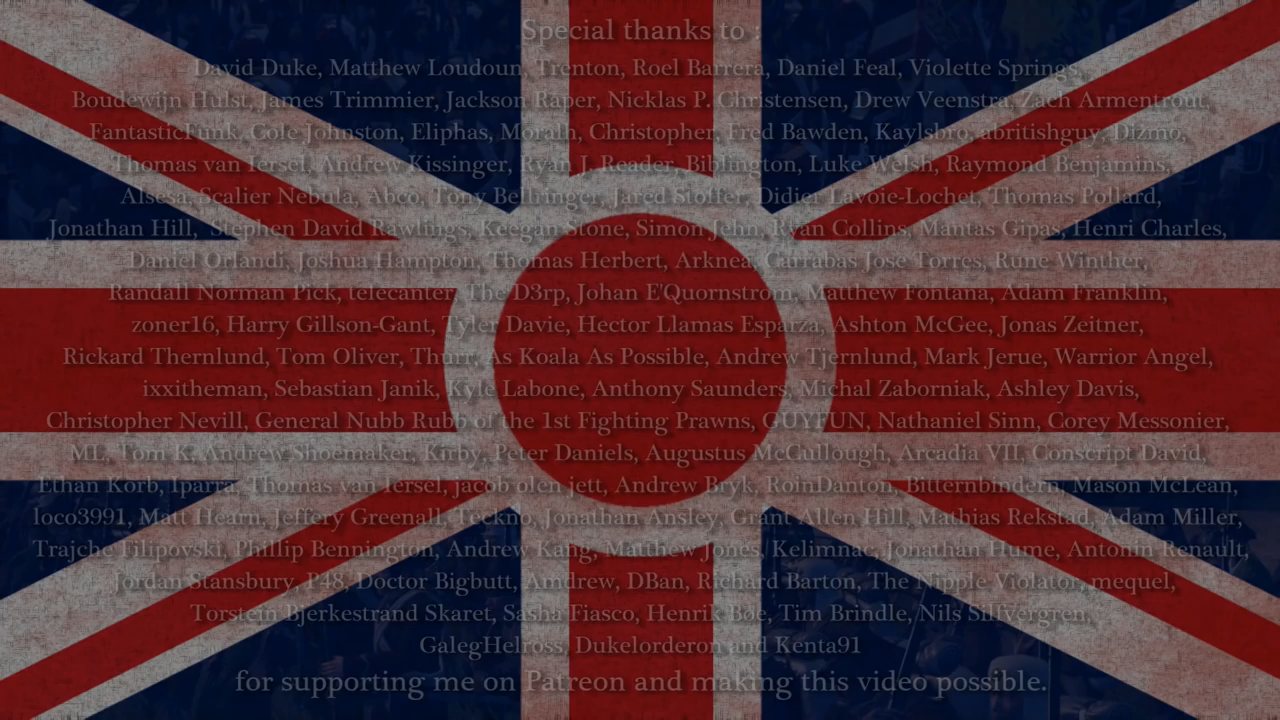 Special thanks to :
David Duke, Matthew Loudoun, Trenton, Roel Barrera, Daniel Feal, Violette Springs,
Boudewijn Hulst, James Trimmier, Jackson Raper, Nicklas P. Christensen, Drew Veenstra, Zach Armentrout,
FantasticFunk, Cole Johnston, Eliphas, Morath, Christopher, Fred Bawden, Kaylsbro, abritishguy, Dizmo,
Thomas van Iersel, Andrew Kissinger, Ryan J. Reader, Biblington, Luke Welsh, Raymond Benjamins,
Alsesa, Scalier Nebula, Abco, Tony Bellinger, Jared Stoffer, Didier Lavoie-Lochet, Thomas Pollard,
Jonathan Hill, Stephen David Rawlings, Keegan stone, Simon Jehn, Ryan Collins, Mantas Gipas, Henri Charles,
Daniel Orlandi, Joshua Hampton, Thomas Herbert, Arknea, Carrabas Jose Torres, Rune Winther,
Randall Norman Pick, telecanter, The D3rp, Johan E'Quornstrom, Matthew Fontana, Adam Franklin,
zoner16, Harry Gillson-Gant, Tyler Davie, Hector Llamas Esparza, Ashton McGee, Jonas Zeitner,
Rickard Thernlund, Tom Oliver, Thurr, As Koala As Possible, Andrew Tjernlund, Mark Jerue, Warrior Angel,
ixxitheman, Sebastian Janik, Kyle Labone, Anthony Saunders, Michal Zaborniak, Ashley Davis,
Christopher Nevill, General Nubb Rubb of the 1st Fighting Prawns, GUYFUN, Nathaniel Sinn, Corey Messonier,
ML, Tom K, Andrew Shoemaker, Kirby, Peter Daniels, Augustus McCullough, Arcadia VII, Conscript David,
Ethan Korb, Iparra, Thomas van Iersel, jacob olen jett, Andrew Bryk, RoinDanton, Bitternbindern, Mason McLean,
loco3991, Matt Hearn, Jeffery Greenall, Teekno, Jonathan Ansley, Grant Allen Hill, Mathias Rekstad, Adam Miller,
Trajche Filipovski, Phillip Bennington, Andrew Kang, Matthew Jones, Kelimnac, Jonathan Hume, Antonin Renault,
Jordan Stansbury, P48, Doctor Bigbutt, Amdrew, DBan, Richard Barton, The Nipple Violator, mequel,
Torstein Bjerkestrand Skaret, Sasha Fiasco, Henrik Bøe, Tim Brindle, Nils Silfvergren,
GalegHelross, Dukelorderon and Kenta91
for supporting me on Patreon and making this video possible.